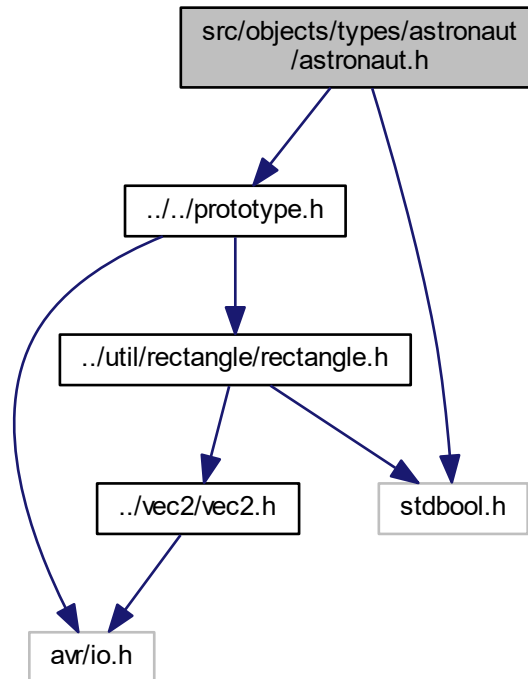 src/objects/types/astronaut
/astronaut.h
../../prototype.h
../util/rectangle/rectangle.h
../vec2/vec2.h
stdbool.h
avr/io.h